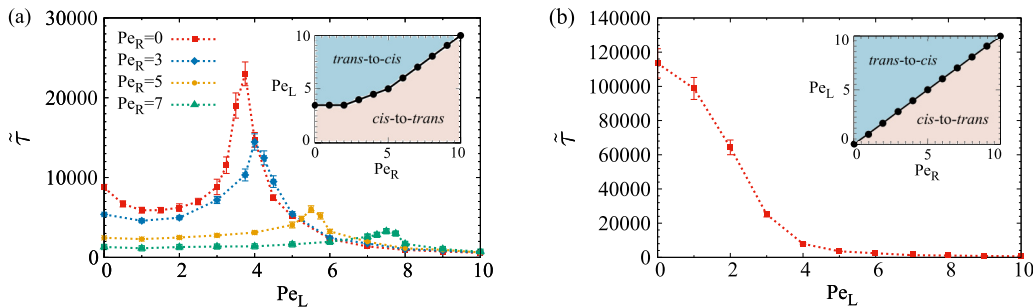 (a)
30000
20000
10000
0
τ̃
0 2 4 6 8 10
Pe_L
Pe_R=0
Pe_R=3
Pe_R=5
Pe_R=7
10
5
0
Pe_L
trans-to-cis
cis-to-trans
0 5 10
Pe_R
(b)
140000
120000
100000
80000
60000
40000
20000
0
τ̃
0 2 4 6 8 10
Pe_L
10
5
0
Pe_L
trans-to-cis
cis-to-trans
0 5 10
Pe_R